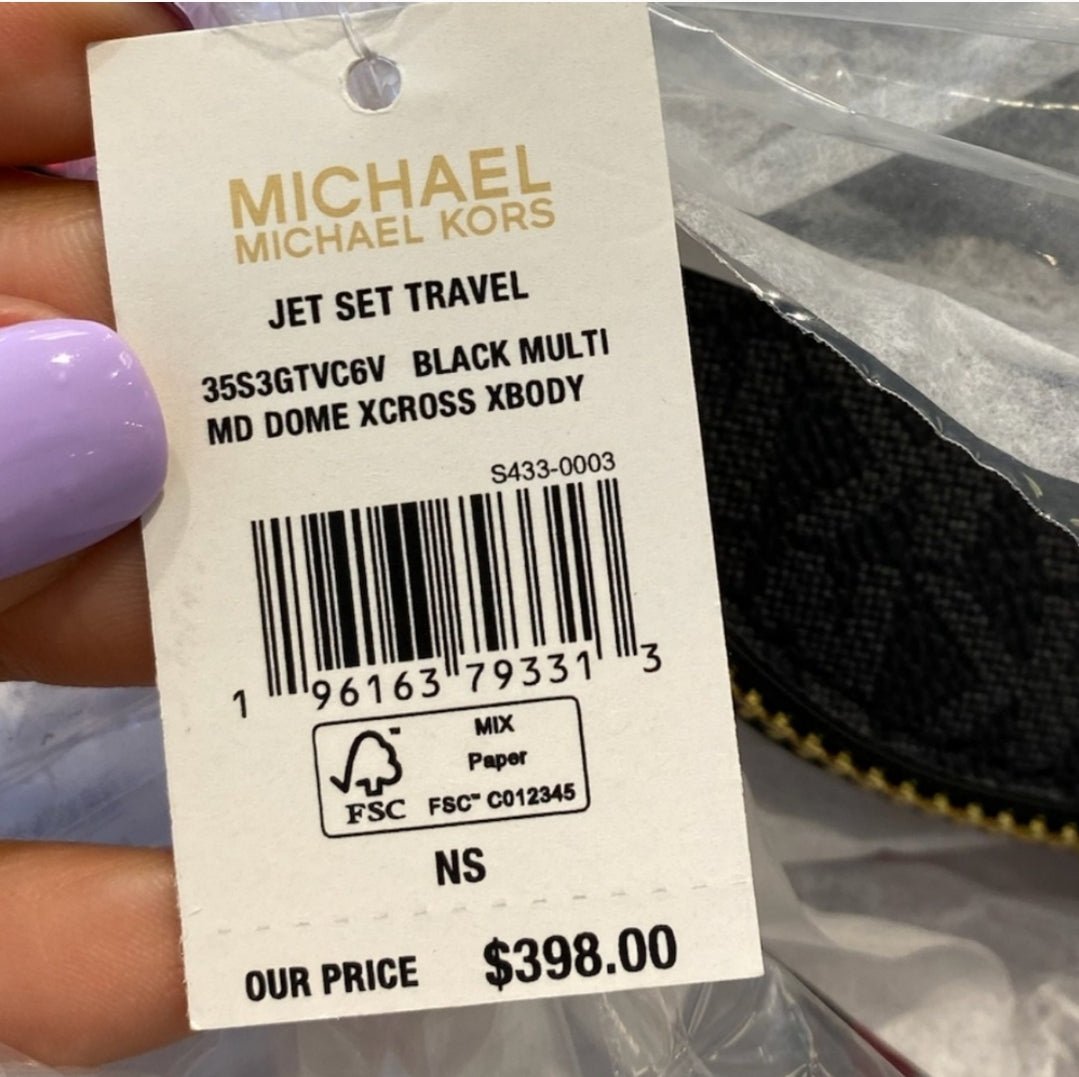 MICHAEL
MICHAEL KORS
JET SET TRAVEL
35S3GTVC6V BLACK MULTI
MD DOME XCROSS XBODY
S433-0003
1 96163 79331 3
FSC™
MIX
Paper
FSC™ C012345
NS
OUR PRICE $398.00